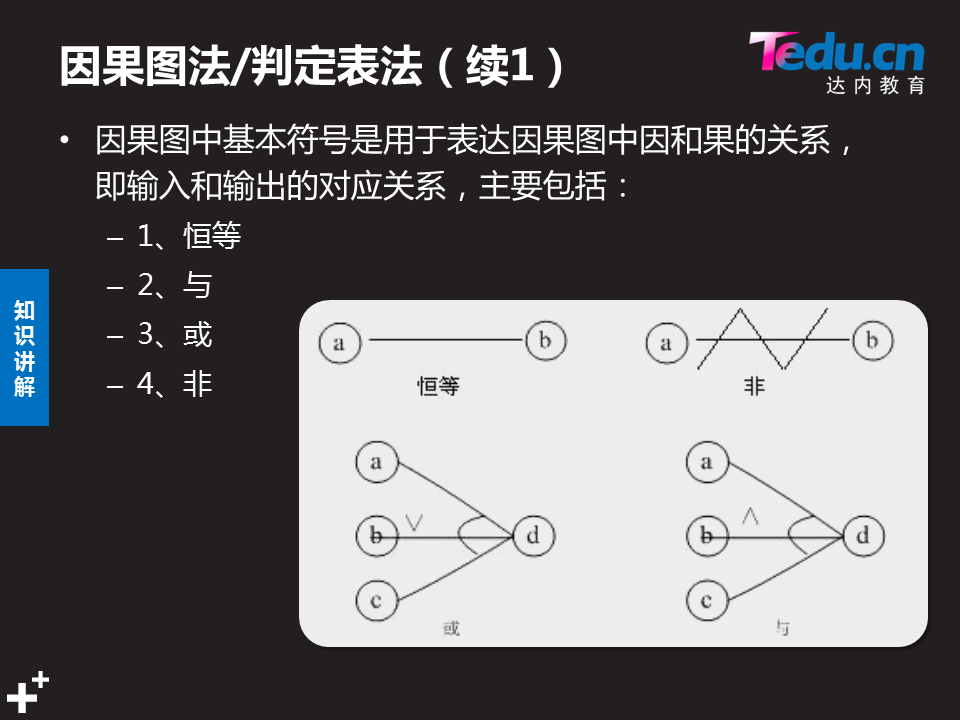 因果图法/判定表法（续1）
Tedu.cn
达内教育
• 因果图中基本符号是用于表达因果图中因和果的关系，
即输入和输出的对应关系，主要包括：
– 1、恒等
– 2、与
– 3、或
– 4、非
知识讲解
a b a b
恒等 非
a a
b ∨ d b ∧ d
c c
或 与